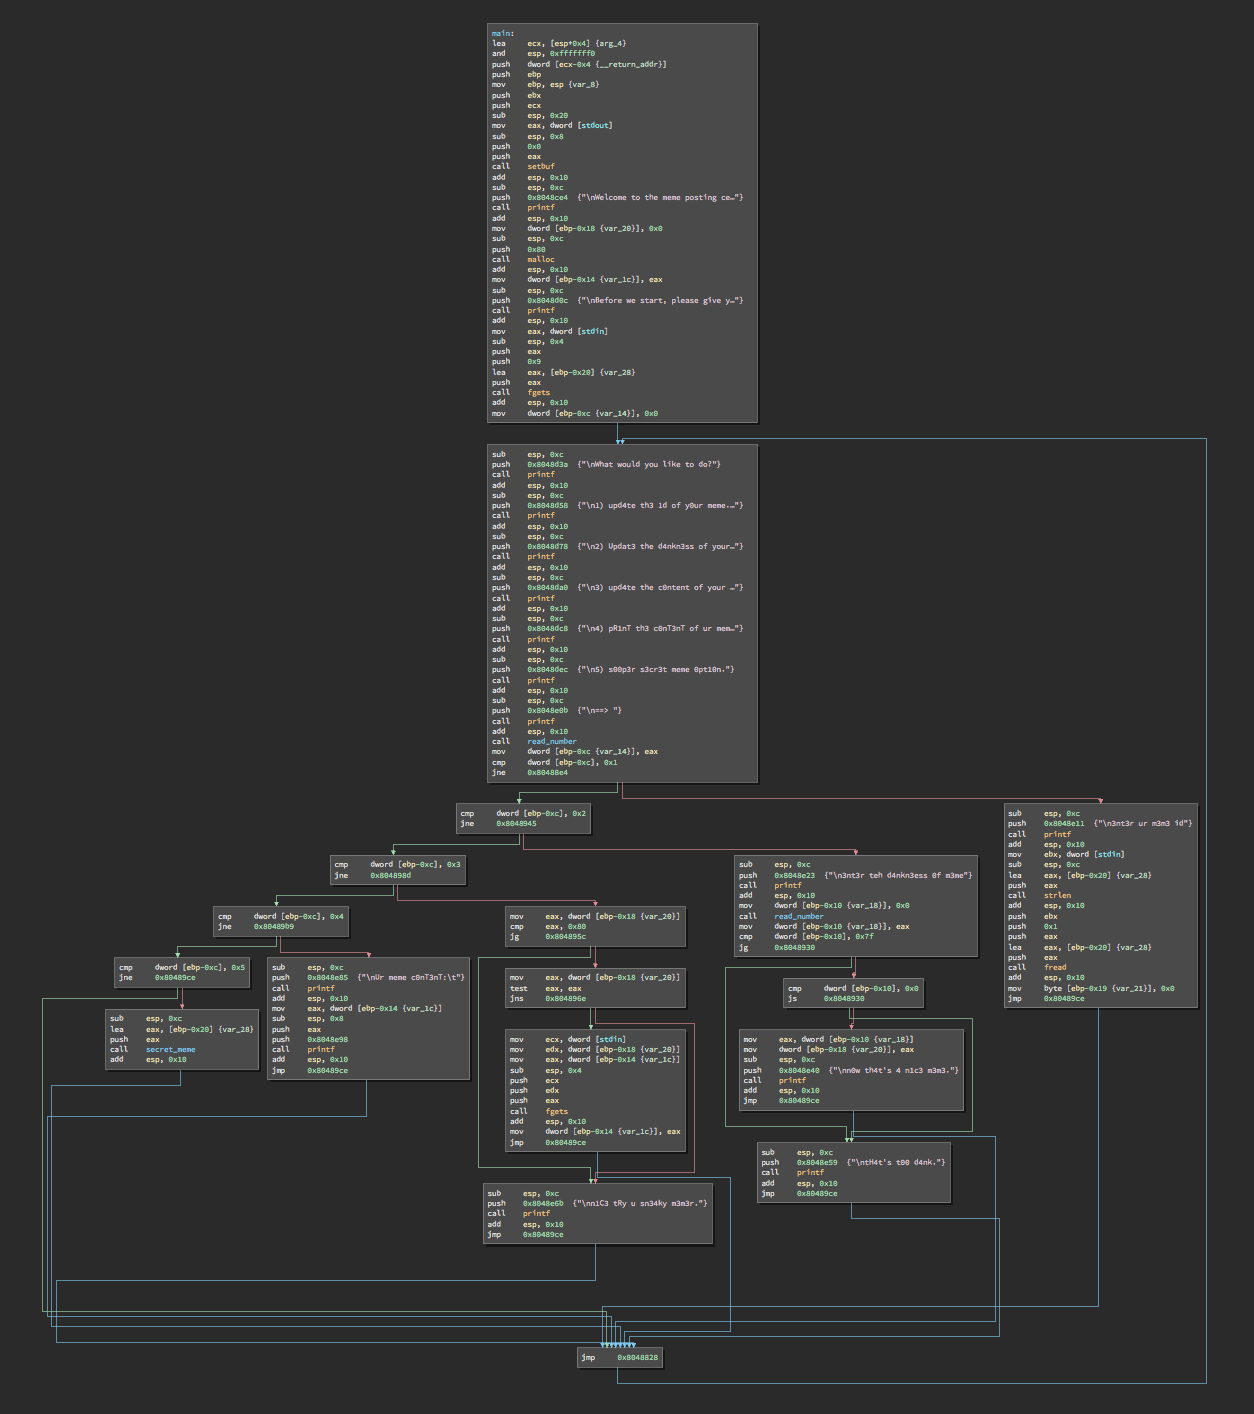 main:
lea ecx, [esp+0x4] {arg_4}
and esp, 0xfffffff0
push dword [ecx-0x4 {__return_addr}]
push ebp
mov ebp, esp {var_8}
push ebx
push ecx
sub esp, 0x20
mov eax, dword [stdout]
sub esp, 0x8
push 0x0
push eax
call setbuf
add esp, 0x10
sub esp, 0xc
push 0x8048ce4 {"\nWelcome to the meme posting ce…"}
call printf
add esp, 0x10
mov dword [ebp-0x18 {var_20}], 0x0
sub esp, 0xc
push 0x80
call malloc
add esp, 0x10
mov dword [ebp-0x14 {var_1c}], eax
sub esp, 0xc
push 0x8048d0c {"\nBefore we start, please give y…"}
call printf
add esp, 0x10
mov eax, dword [stdin]
sub esp, 0x4
push eax
push 0x9
lea eax, [ebp-0x20] {var_28}
push eax
call fgets
add esp, 0x10
mov dword [ebp-0xc {var_14}], 0x0
sub esp, 0xc
push 0x8048d3a {"\nWhat would you like to do?"}
call printf
add esp, 0x10
sub esp, 0xc
push 0x8048d58 {"\n1) upd4te th3 1d of y0ur meme.…"}
call printf
add esp, 0x10
sub esp, 0xc
push 0x8048d78 {"\n2) Updat3 the d4nkn3ss of your…"}
call printf
add esp, 0x10
sub esp, 0xc
push 0x8048da0 {"\n3) upd4te the c0ntent of your …"}
call printf
add esp, 0x10
sub esp, 0xc
push 0x8048dc8 {"\n4) pR1nT th3 c0nT3nT of ur mem…"}
call printf
add esp, 0x10
sub esp, 0xc
push 0x8048dec {"\n5) s00p3r s3cr3t meme 0pt10n."}
call printf
add esp, 0x10
sub esp, 0xc
push 0x8048e0b {"\n==> "}
call printf
add esp, 0x10
call read_number
mov dword [ebp-0xc {var_14}], eax
cmp dword [ebp-0xc], 0x1
jne 0x80488e4
cmp dword [ebp-0xc], 0x2
jne 0x8048945
sub esp, 0xc
push 0x8048e11 {"\n3nt3r ur m3m3 id"}
call printf
add esp, 0x10
mov ebx, dword [stdin]
sub esp, 0xc
lea eax, [ebp-0x20] {var_28}
push eax
call strlen
add esp, 0x10
push ebx
push 0x1
push eax
lea eax, [ebp-0x20] {var_28}
push eax
call fread
add esp, 0x10
mov byte [ebp-0x19 {var_21}], 0x0
jmp 0x80489ce
cmp dword [ebp-0xc], 0x3
jne 0x804898d
sub esp, 0xc
push 0x8048e23 {"\n3nt3r teh d4nkn3ess 0f m3me"}
call printf
add esp, 0x10
mov dword [ebp-0x10 {var_18}], 0x0
call read_number
mov dword [ebp-0x10 {var_18}], eax
cmp dword [ebp-0x10], 0x7f
jg 0x8048930
cmp dword [ebp-0xc], 0x4
jne 0x80489b9
mov eax, dword [ebp-0x18 {var_20}]
cmp eax, 0x80
jg 0x804895c
cmp dword [ebp-0xc], 0x5
jne 0x80489ce
sub esp, 0xc
push 0x8048e85 {"\nUr meme c0nT3nT:\t"}
call printf
add esp, 0x10
mov eax, dword [ebp-0x14 {var_1c}]
sub esp, 0x8
push eax
push 0x8048e98
call printf
add esp, 0x10
jmp 0x80489ce
mov eax, dword [ebp-0x18 {var_20}]
test eax, eax
jns 0x804896e
cmp dword [ebp-0x10], 0x0
js 0x8048930
sub esp, 0xc
lea eax, [ebp-0x20] {var_28}
push eax
call secret_meme
add esp, 0x10
mov ecx, dword [stdin]
mov edx, dword [ebp-0x18 {var_20}]
mov eax, dword [ebp-0x14 {var_1c}]
sub esp, 0x4
push ecx
push edx
push eax
call fgets
add esp, 0x10
mov dword [ebp-0x14 {var_1c}], eax
jmp 0x80489ce
mov eax, dword [ebp-0x10 {var_18}]
mov dword [ebp-0x18 {var_20}], eax
sub esp, 0xc
push 0x8048e40 {"\nn0w th4t's 4 n1c3 m3m3."}
call printf
add esp, 0x10
jmp 0x80489ce
sub esp, 0xc
push 0x8048e59 {"\ntH4t's t00 d4nk."}
call printf
add esp, 0x10
jmp 0x80489ce
sub esp, 0xc
push 0x8048e6b {"\nn1C3 tRy u sn34ky m3m3r."}
call printf
add esp, 0x10
jmp 0x80489ce
jmp 0x8048828